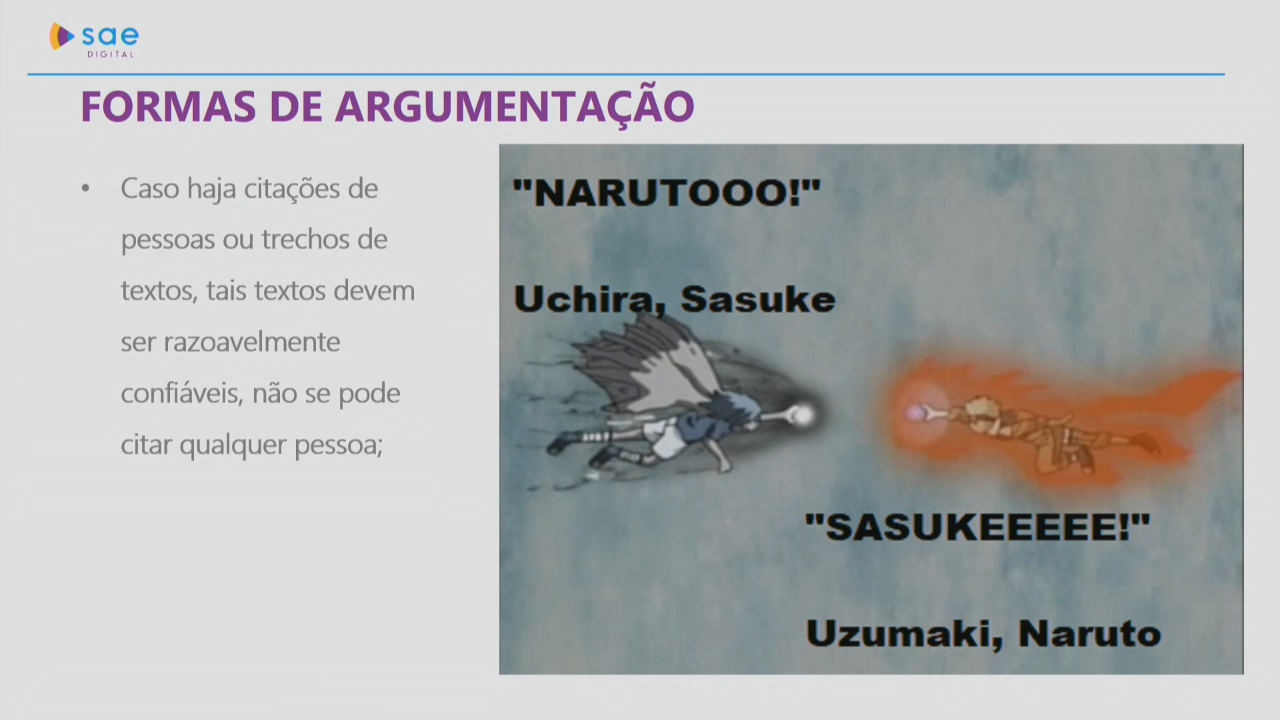 sae
DIGITAL
FORMAS DE ARGUMENTAÇÃO
• Caso haja citações de
pessoas ou trechos de
textos, tais textos devem
ser razoavelmente
confiáveis, não se pode
citar qualquer pessoa;
"NARUTOOO!"
Uchira, Sasuke
"SASUKEEEEE!"
Uzumaki, Naruto